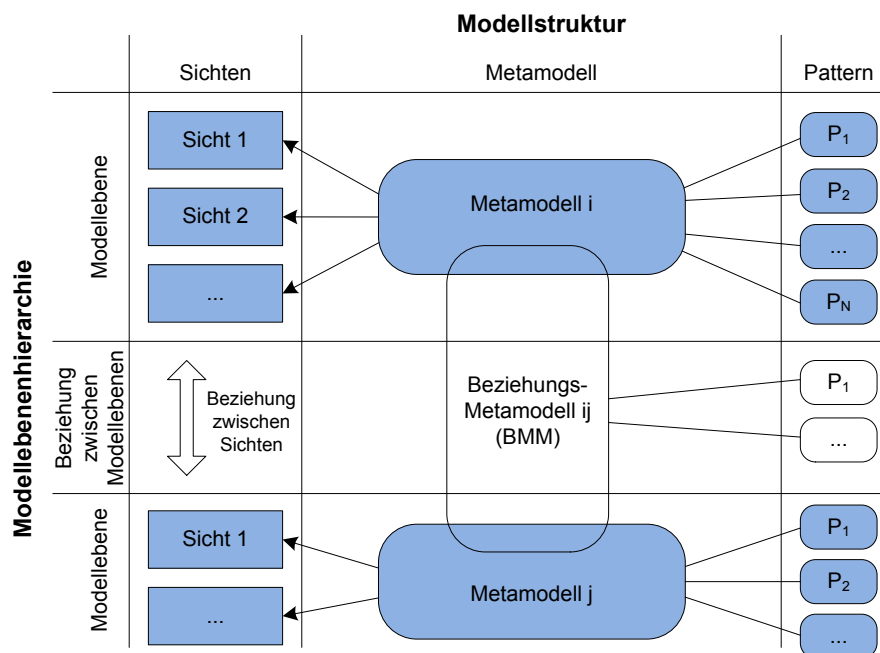 Modellstruktur
Sichten
Metamodell
Pattern
Modellebenenhierarchie
Modellebene
Sicht 1
Sicht 2
...
Metamodell i
P1
P2
...
PN
Beziehung
zwischen
Modellebenen
Beziehung
zwischen
Sichten
Beziehungs-
Metamodell ij
(BMM)
P1
...
Modellebene
Sicht 1
...
Metamodell j
P1
P2
...